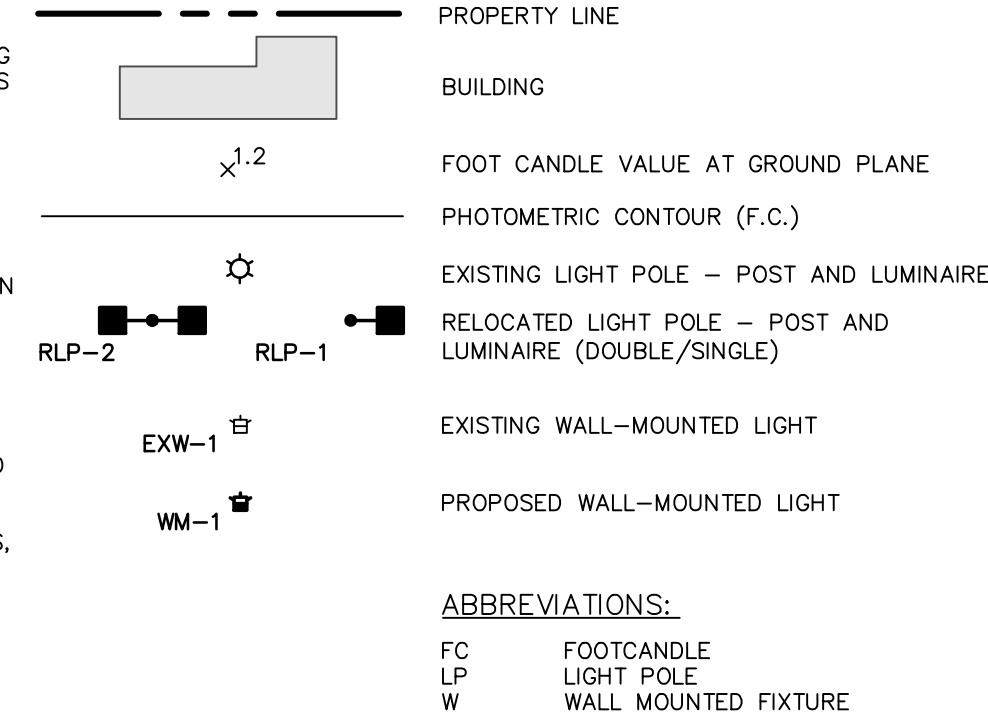 PROPERTY LINE
BUILDING
1.2
FOOT CANDLE VALUE AT GROUND PLANE
PHOTOMETRIC CONTOUR (F.C.)
EXISTING LIGHT POLE – POST AND LUMINAIRE
RLP–2
RLP–1
RELOCATED LIGHT POLE – POST AND
LUMINAIRE (DOUBLE/SINGLE)
EXW–1
EXISTING WALL–MOUNTED LIGHT
WM–1
PROPOSED WALL–MOUNTED LIGHT
ABBREVIATIONS:
FC FOOTCANDLE
LP LIGHT POLE
W WALL MOUNTED FIXTURE